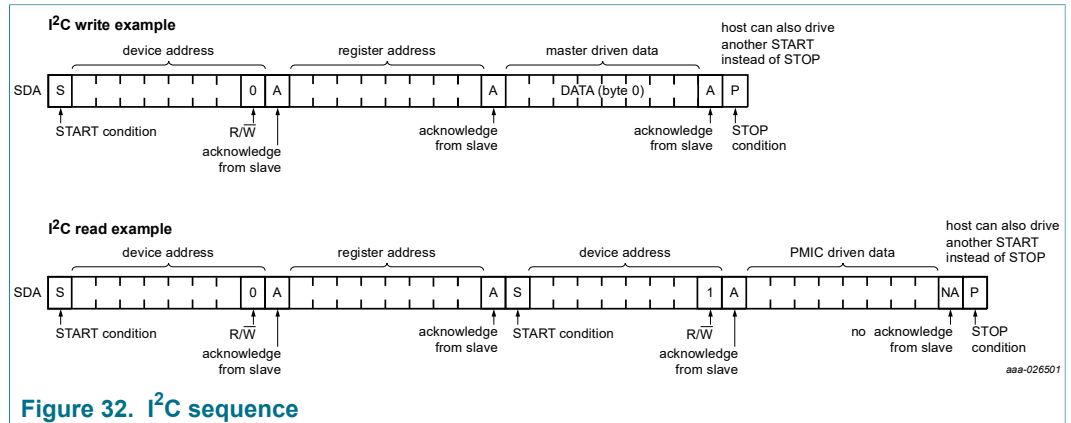 I²C write example
host can also drive
another START
instead of STOP
device address
register address
master driven data
SDA
S
0
A
A
DATA (byte 0)
A
P
START condition
R/W̅
acknowledge
from slave
acknowledge
from slave
acknowledge
from slave
STOP
condition
I²C read example
host can also drive
another START
instead of STOP
device address
register address
device address
PMIC driven data
SDA
S
0
A
A
S
1
A
NA
P
START condition
R/W̅
acknowledge
from slave
acknowledge
from slave
START condition
R/W̅
acknowledge
from slave
no acknowledge
from slave
STOP
condition
aaa-026501
Figure 32. I²C sequence